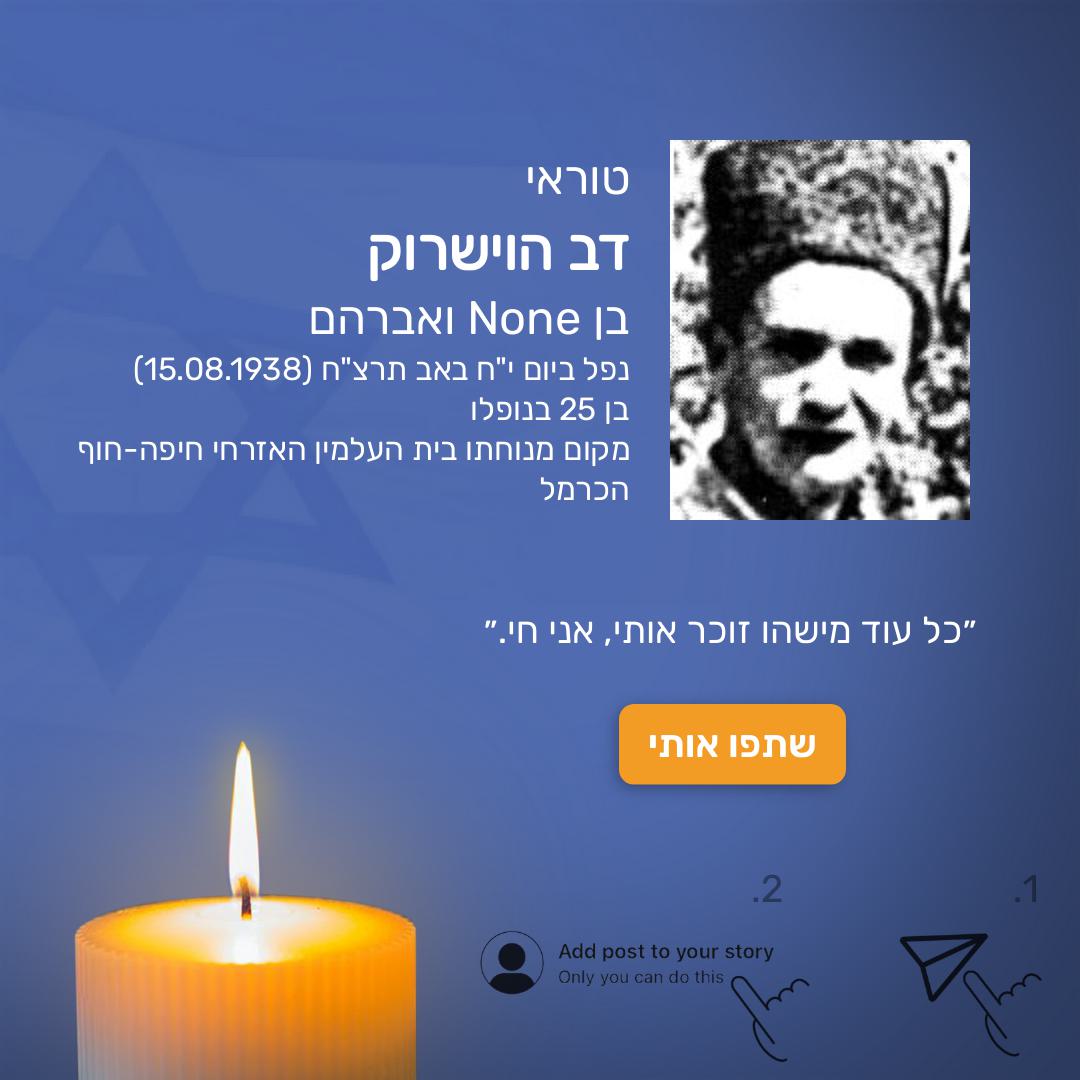 טוראי
דב הוישרוק
בן None ואברהם
נפל ביום י"ח באב תרצ"ח (15.08.1938)
בן 25 בנופלו
מקום מנוחתו בית העלמין האזרחי חיפה-חוף
הכרמל
״כל עוד מישהו זוכר אותי, אני חי.״
שתפו אותי
.1
.2
Add post to your story
Only you can do this